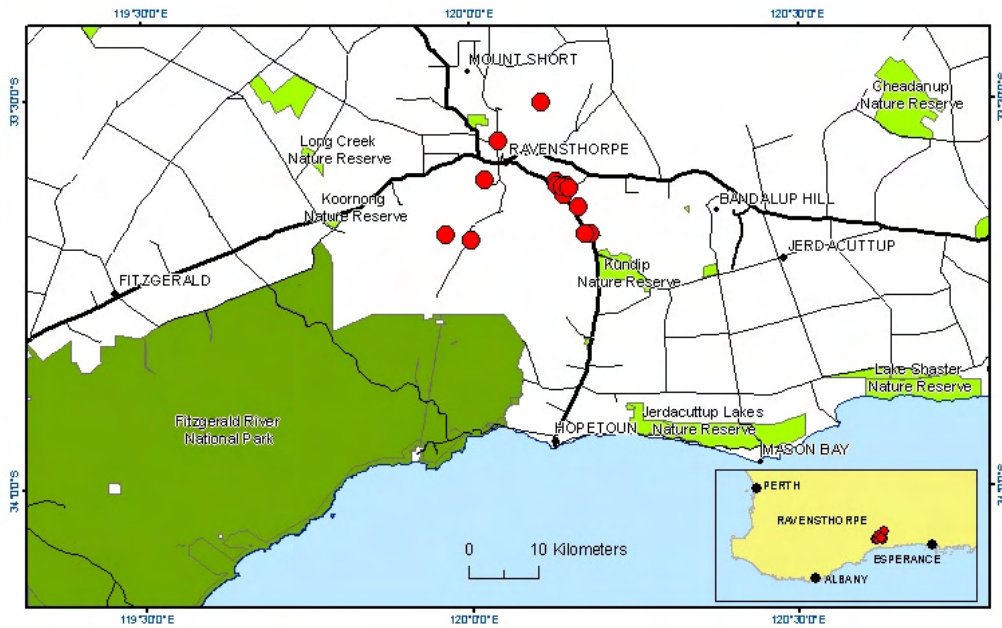 119°30'0"E
120°0'0"E
120°30'0"E
33°30'0"S
MOUNT SHORT
Cheadanup
Nature Reserve
Long Creek
Nature Reserve
RAVENSTHORPE
Koornong
Nature Reserve
BANDALUP HILL
JERDACUTTUP
FITZGERALD
Kundip
Nature Reserve
Lake Shaster
Nature Reserve
Fitzgerald River
National Park
Jerdacuttup Lakes
Nature Reserve
HOPETOUN
MASON BAY
34°0'0"S
0 10 Kilometers
PERTH
RAVENSTHORPE
ESPERANCE
ALBANY
119°30'0"E
120°0'0"E
120°30'0"E